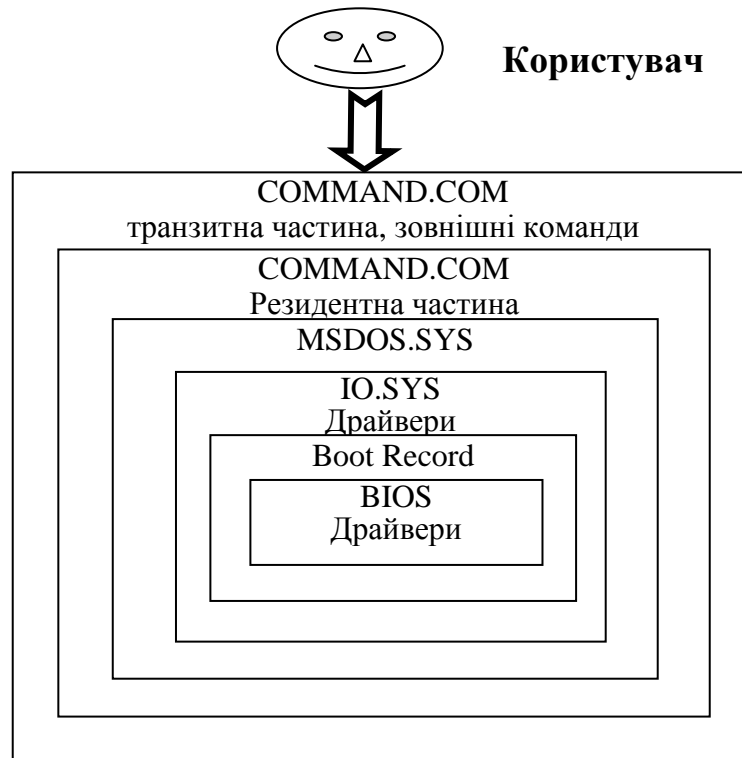 Користувач
COMMAND.COM
транзитна частина, зовнішні команди
COMMAND.COM
Резидентна частина
MSDOS.SYS
IO.SYS
Драйвери
Boot Record
BIOS
Драйвери